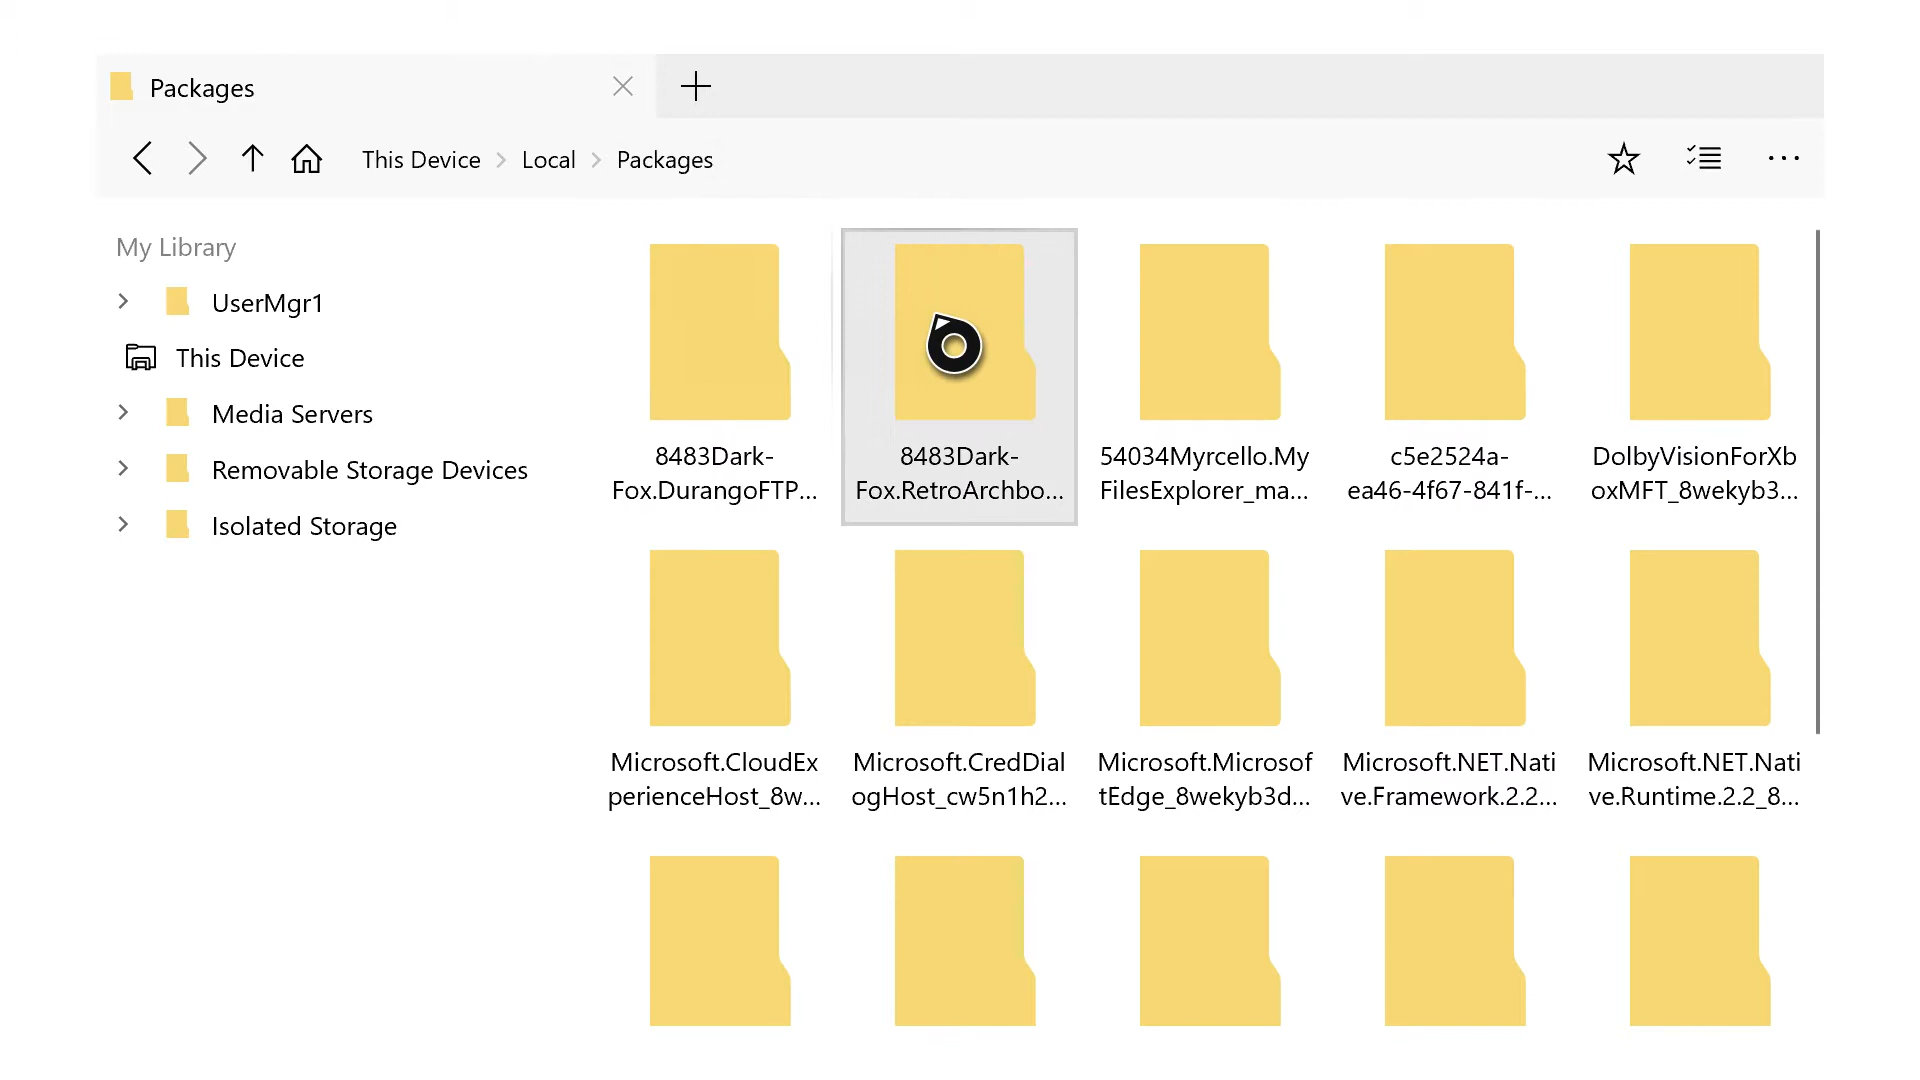 Packages
This Device
Local
Packages
My Library
UserMgr1
This Device
Media Servers
Removable Storage Devices
Isolated Storage
8483Dark-
Fox.DurangoFTP...
8483Dark-
Fox.RetroArchbo...
54034Myrcello.My
FilesExplorer_ma...
c5e2524a-
ea46-4f67-841f-...
DolbyVisionForXb
oxMFT_8wekyb3...
Microsoft.CloudEx
perienceHost_8w...
Microsoft.CredDial
ogHost_cw5n1h2...
Microsoft.Microsof
tEdge_8wekyb3d...
Microsoft.NET.Nati
ve.Framework.2.2...
Microsoft.NET.Nati
ve.Runtime.2.2_8...